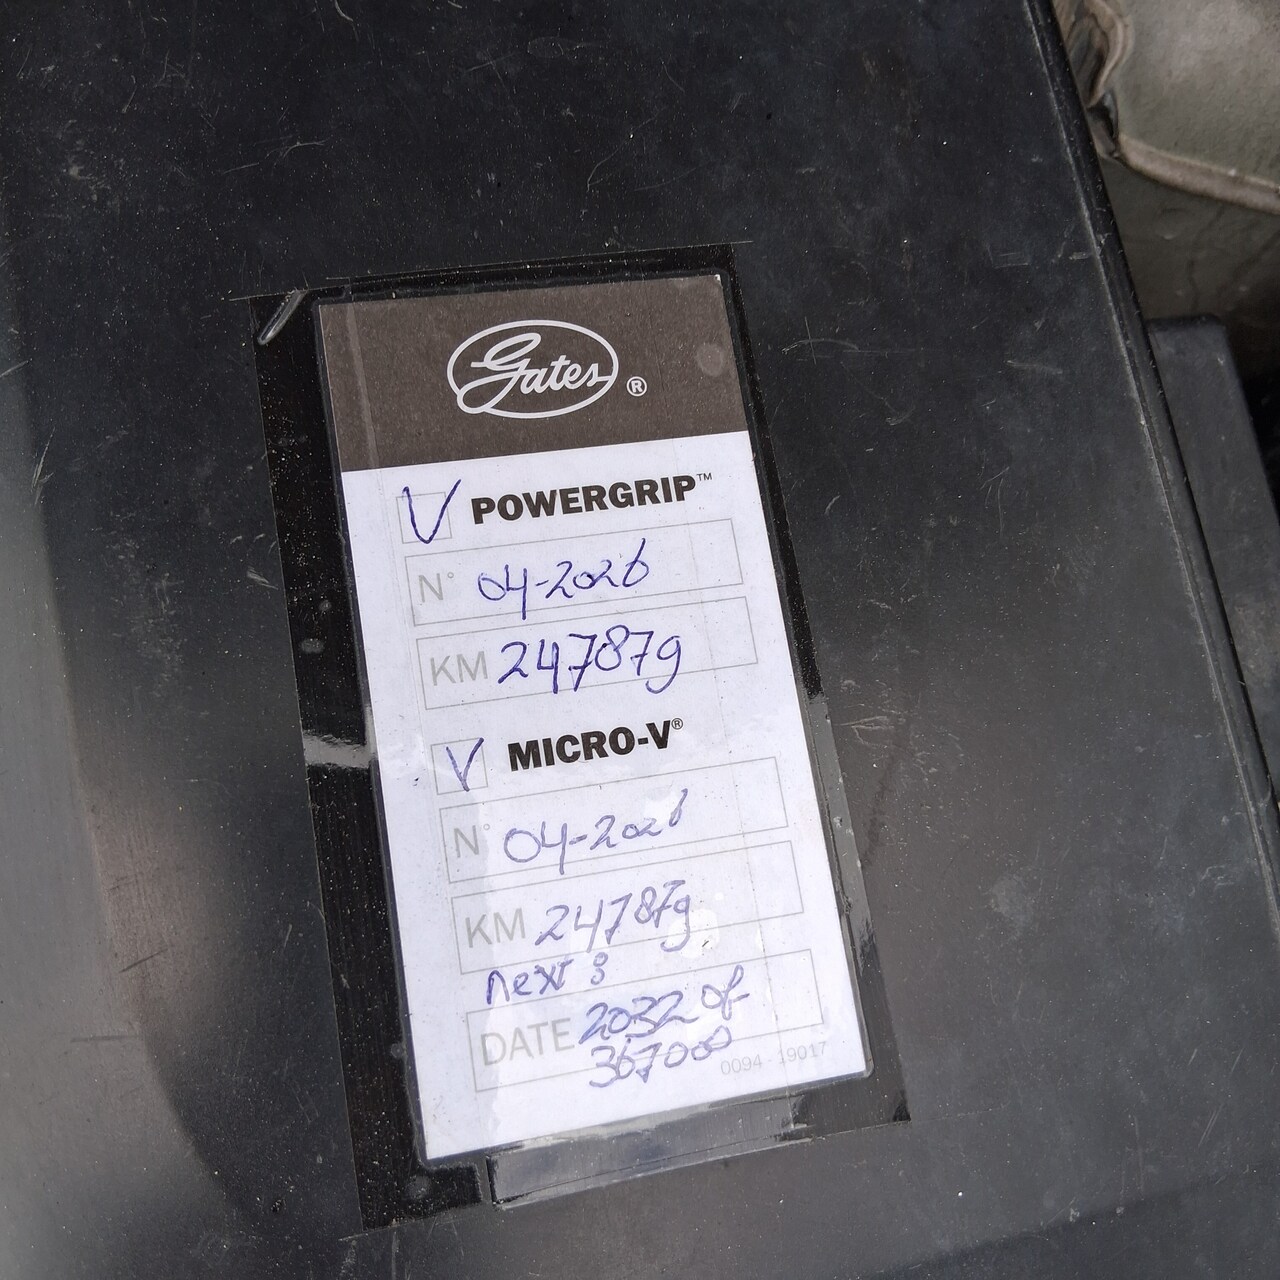 Gates®
V POWERGRIP™
N° 04-2026
KM 247879
V MICRO-V®
N° 04-2026
KM 247879
next :
DATE 2032 of
367000
0094 - 19017